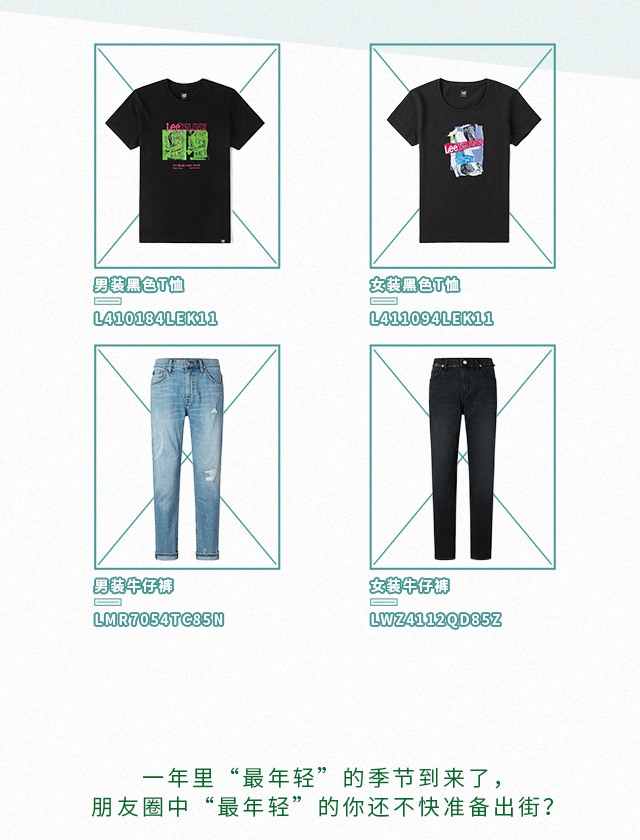 Lee
Lee
男装黑色T恤
女装黑色T恤
L410184LEK11
L411094LEK11
男装牛仔裤
女装牛仔裤
LMR7054TC85N
LWZ4112QD85Z
一年里“最年轻”的季节到来了，
朋友圈中“最年轻”的你还不快准备出街？